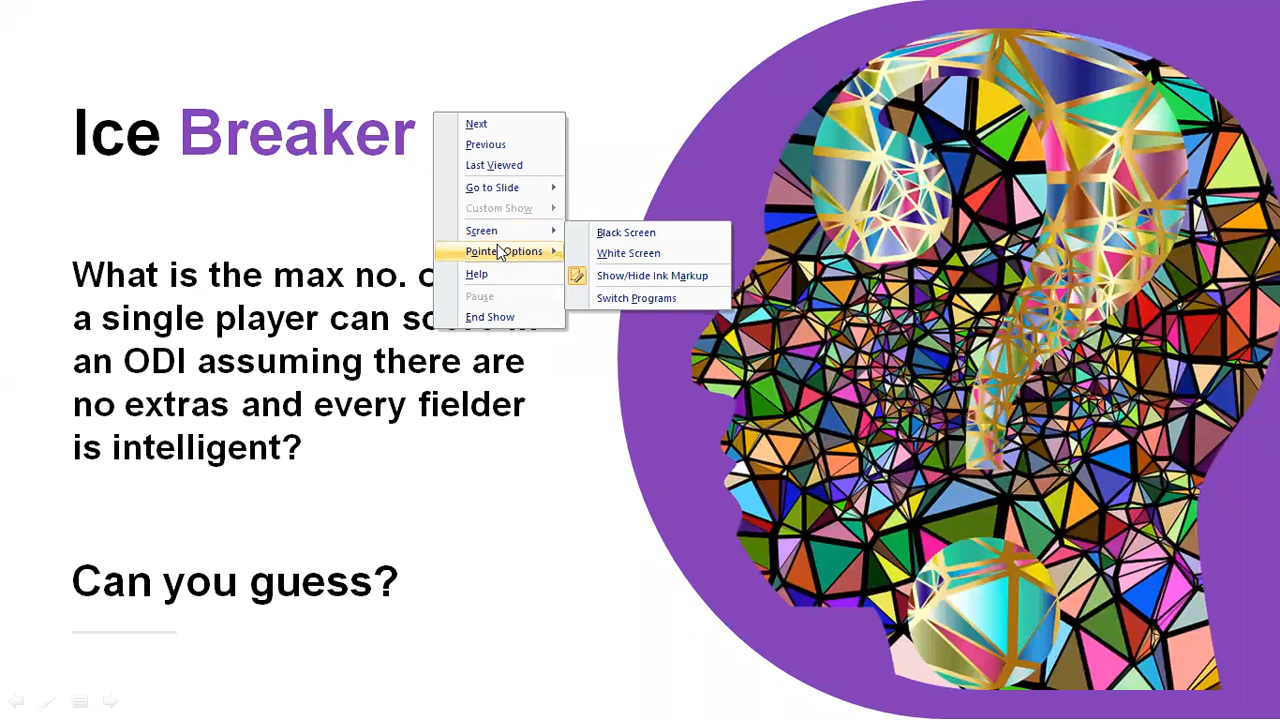 Ice Breaker
What is the max no. o
a single player can
an ODI assuming there are
no extras and every fielder
is intelligent?
Can you guess?
Next
Previous
Last Viewed
Go to Slide
Custom Show
Screen
Pointer Options
Help
Pause
End Show
Black Screen
White Screen
Show/Hide Ink Markup
Switch Programs